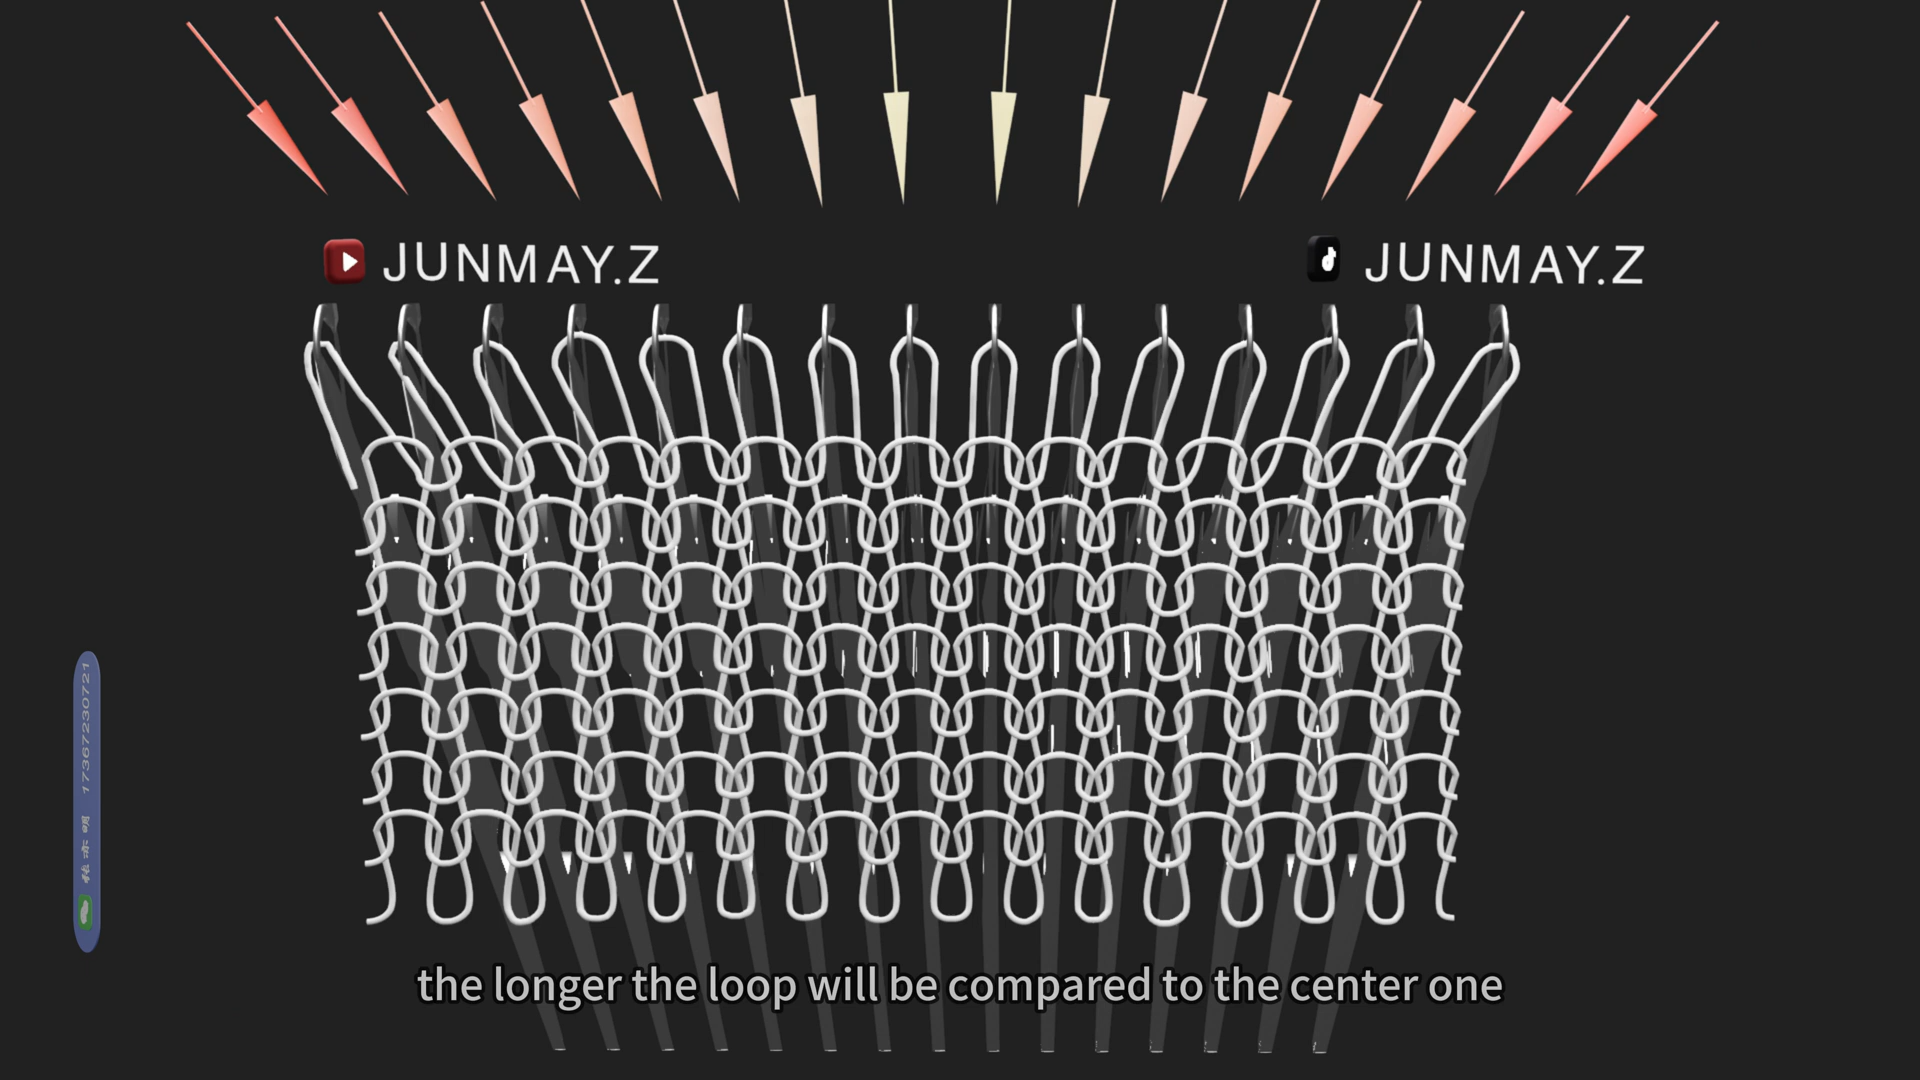 JUNMAY.Z
JUNMAY.Z
17367230721
the longer the loop will be compared to the center one